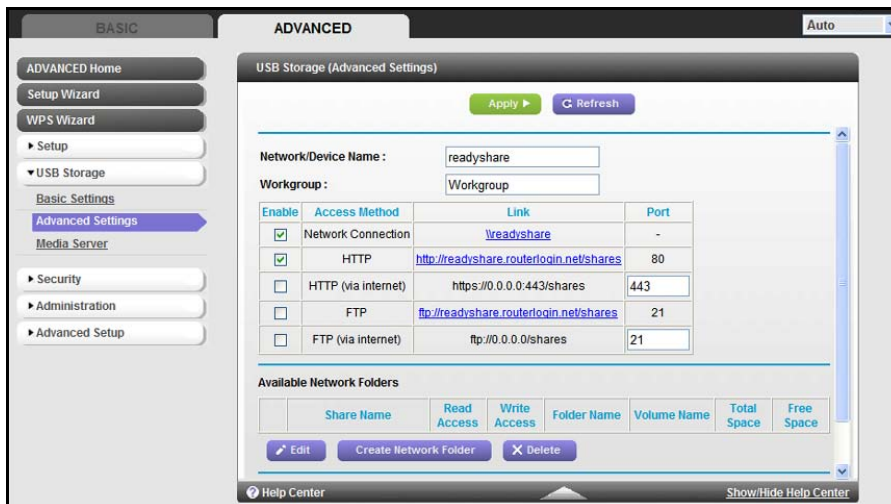 BASIC
ADVANCED
Auto
ADVANCED Home
Setup Wizard
WPS Wizard
Setup
USB Storage
Basic Settings
Advanced Settings
Media Server
Security
Administration
Advanced Setup
USB Storage (Advanced Settings)
Apply
Refresh
Network/Device Name : readyshare
Workgroup : Workgroup
Enable Access Method Link Port
Network Connection \\readyshare -
HTTP http://readyshare.routerlogin.net/shares 80
HTTP (via internet) https://0.0.0.0:443/shares 443
FTP ftp://readyshare.routerlogin.net/shares 21
FTP (via internet) ftp://0.0.0.0/shares 21
Available Network Folders
Share Name Read Access Write Access Folder Name Volume Name Total Space Free Space
Edit Create Network Folder Delete
Help Center Show/Hide Help Center